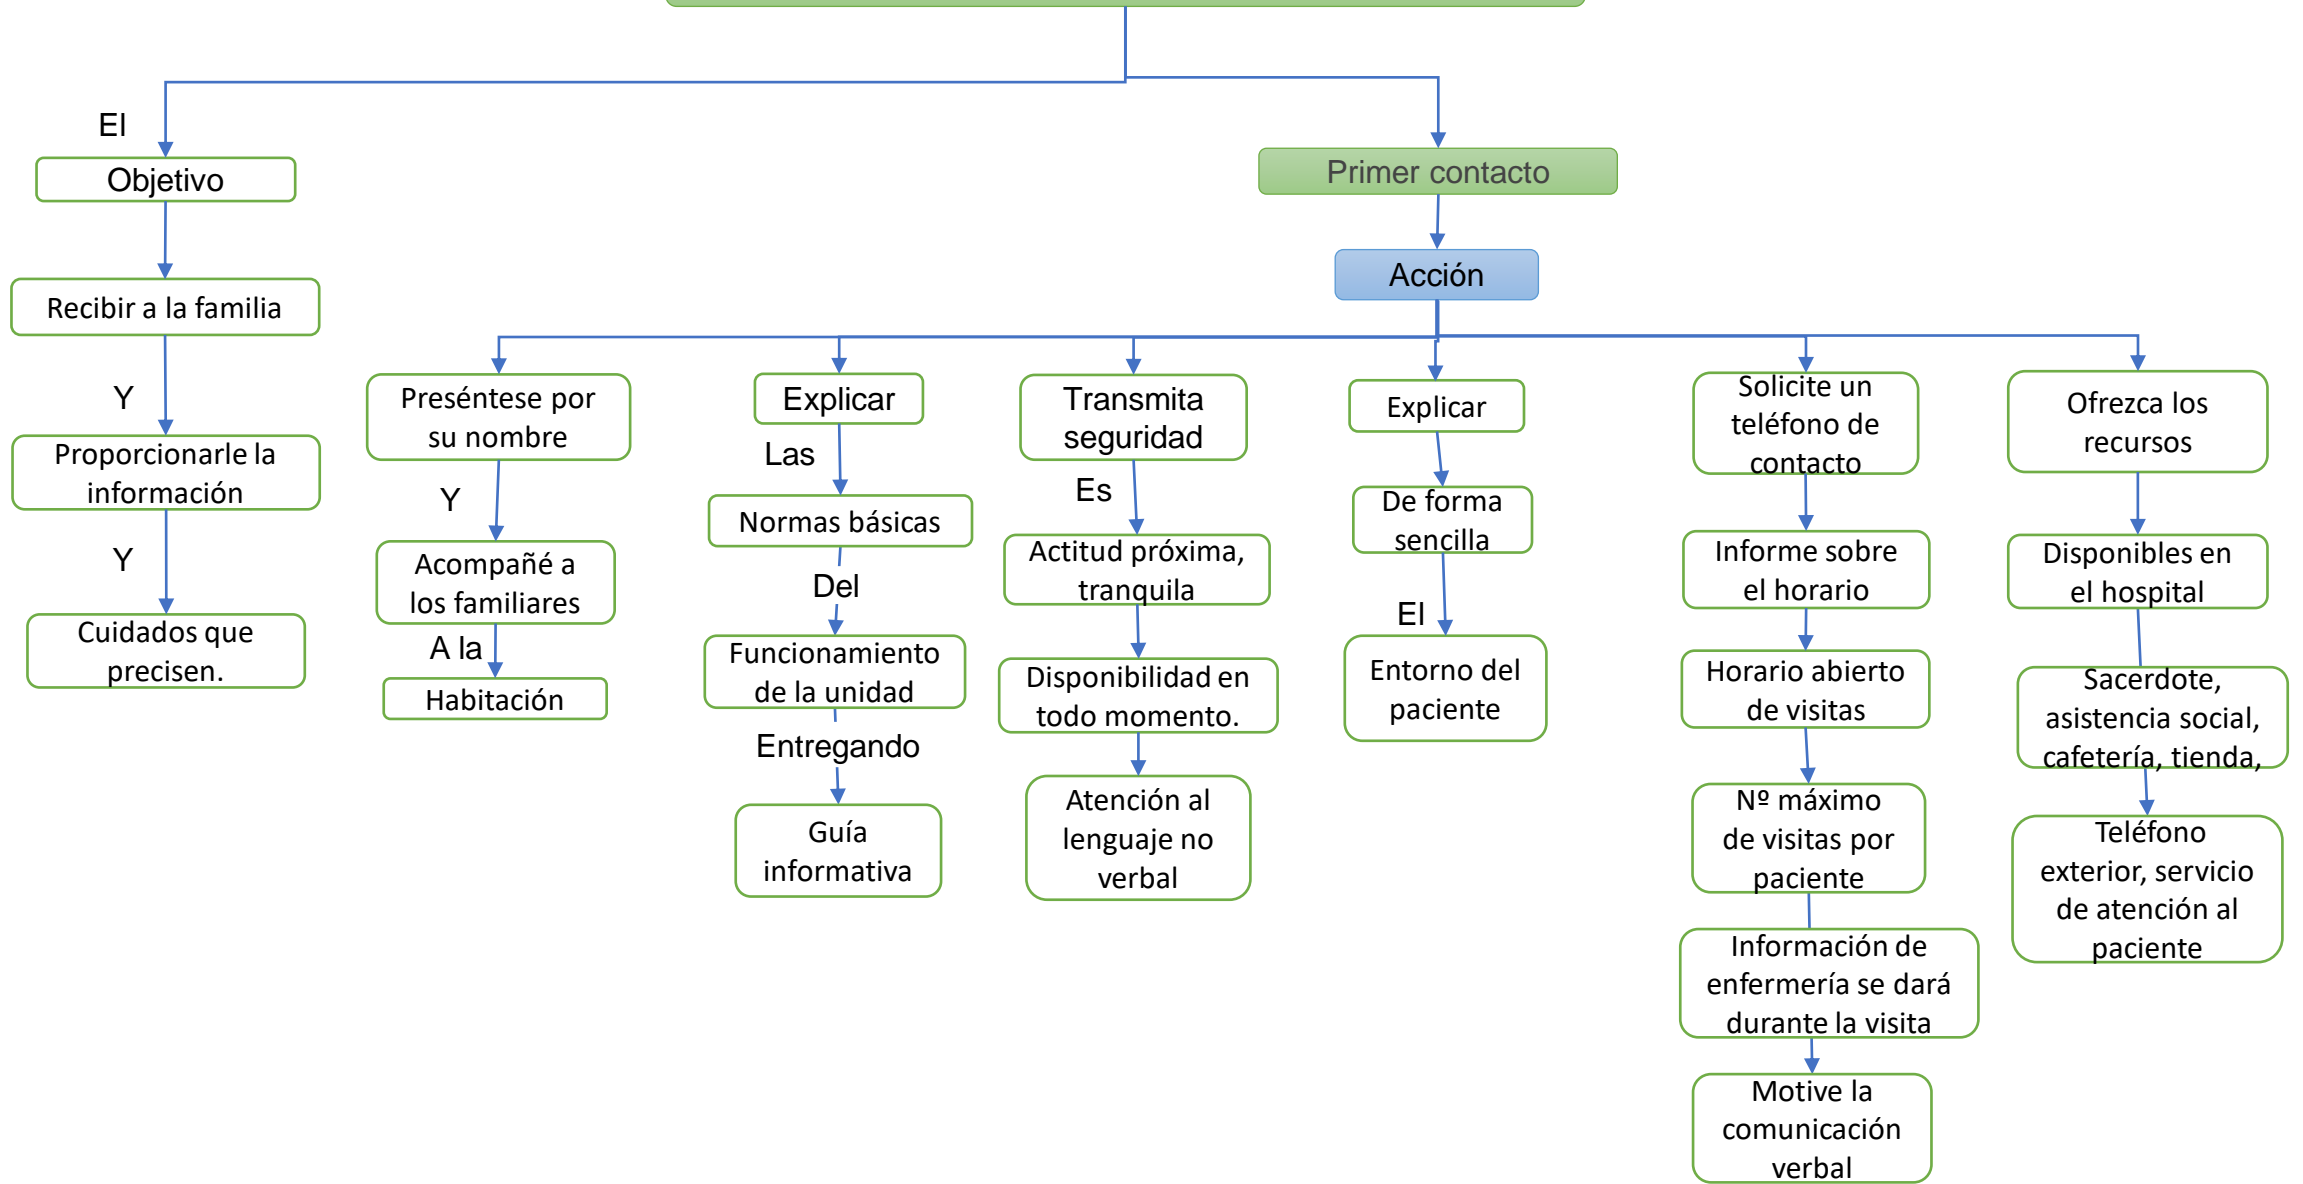 El
Objetivo
Recibir a la familia
Y
Proporcionarle la
información
Y
Cuidados que
precisen.
Primer contacto
Acción
Preséntese por
su nombre
Y
Acompañé a
los familiares
A la
Habitación
Explicar
Las
Normas básicas
Del
Funcionamiento
de la unidad
Entregando
Guía
informativa
Transmita
seguridad
Es
Actitud próxima,
tranquila
Disponibilidad en
todo momento.
Atención al
lenguaje no
verbal
Explicar
De forma
sencilla
El
Entorno del
paciente
Solicite un
teléfono de
contacto
Informe sobre
el horario
Horario abierto
de visitas
Nº máximo
de visitas por
paciente
Información de
enfermería se dará
durante la visita
Motive la
comunicación
verbal
Ofrezca los
recursos
Disponibles en
el hospital
Sacerdote,
asistencia social,
cafetería, tienda,
Teléfono
exterior, servicio
de atención al
paciente